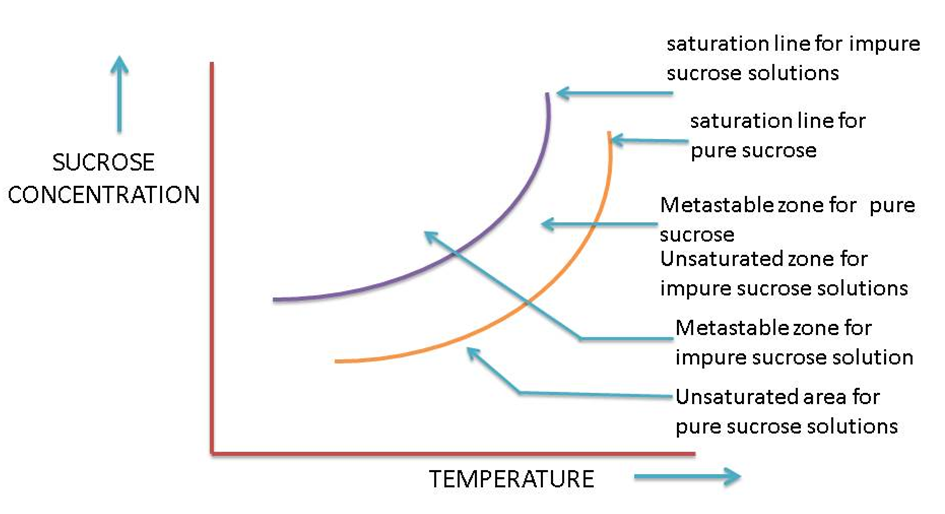 saturation line for impure
sucrose solutions
saturation line for
pure sucrose
SUCROSE
CONCENTRATION
Metastable zone for pure
sucrose
Unsaturated zone for
impure sucrose solutions
Metastable zone for
impure sucrose solution
Unsaturated area for
pure sucrose solutions
TEMPERATURE